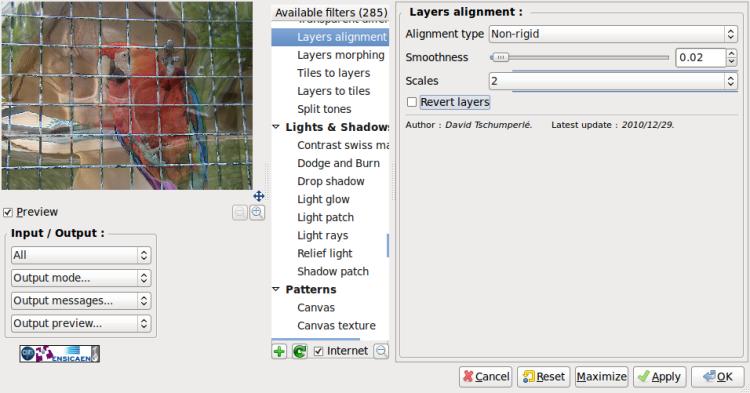 Available filters (285)
Layers alignment
Layers morphing
Tiles to layers
Layers to tiles
Split tones
Lights & Shadows
Contrast swiss ma
Dodge and Burn
Drop shadow
Light glow
Light patch
Light rays
Relief light
Shadow patch
Patterns
Canvas
Canvas texture
Internet
Preview
Input / Output :
All
Output mode...
Output messages...
Output preview...
ENSICAEN
Layers alignment :
Alignment type Non-rigid
Smoothness 0.02
Scales 2
Revert layers
Author : David Tschumperlé. Latest update : 2010/12/29.
Cancel Reset Maximize Apply OK